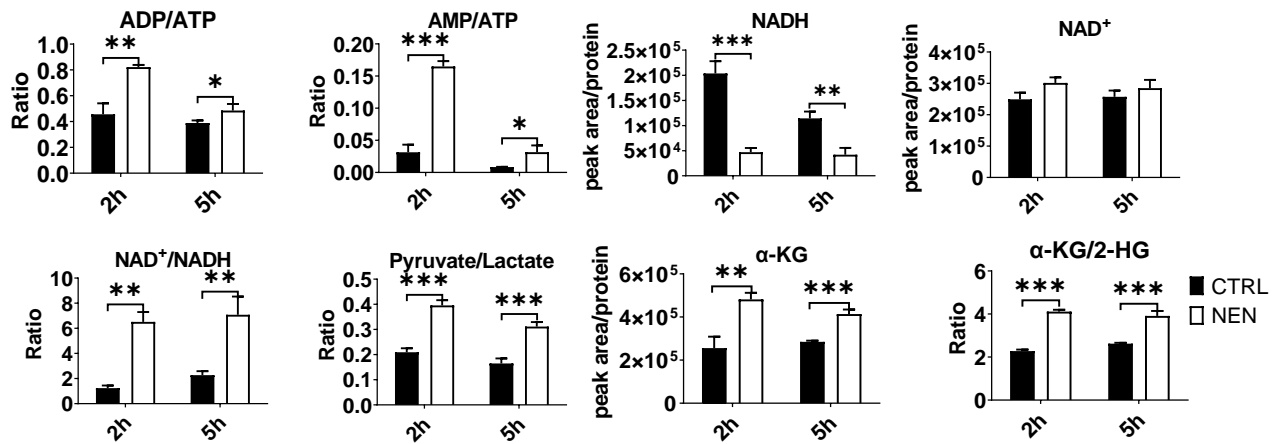 ADP/ATP
Ratio
1.0
0.8
0.6
0.4
0.2
0.0
**
*
2h
5h
AMP/ATP
Ratio
0.20
0.15
0.10
0.05
0.00
***
*
2h
5h
NADH
peak area/protein
2.5×10⁵
2×10⁵
1×10⁵
5×10⁴
0
***
**
2h
5h
NAD⁺
peak area/protein
4×10⁵
3×10⁵
2×10⁵
1×10⁵
0
2h
5h
NAD⁺/NADH
Ratio
10
8
6
4
2
0
**
**
2h
5h
Pyruvate/Lactate
Ratio
0.5
0.4
0.3
0.2
0.1
0.0
***
***
2h
5h
α-KG
peak area/protein
6×10⁵
4×10⁵
2×10⁵
0
**
***
2h
5h
α-KG/2-HG
Ratio
6
4
2
0
***
***
2h
5h
CTRL
NEN